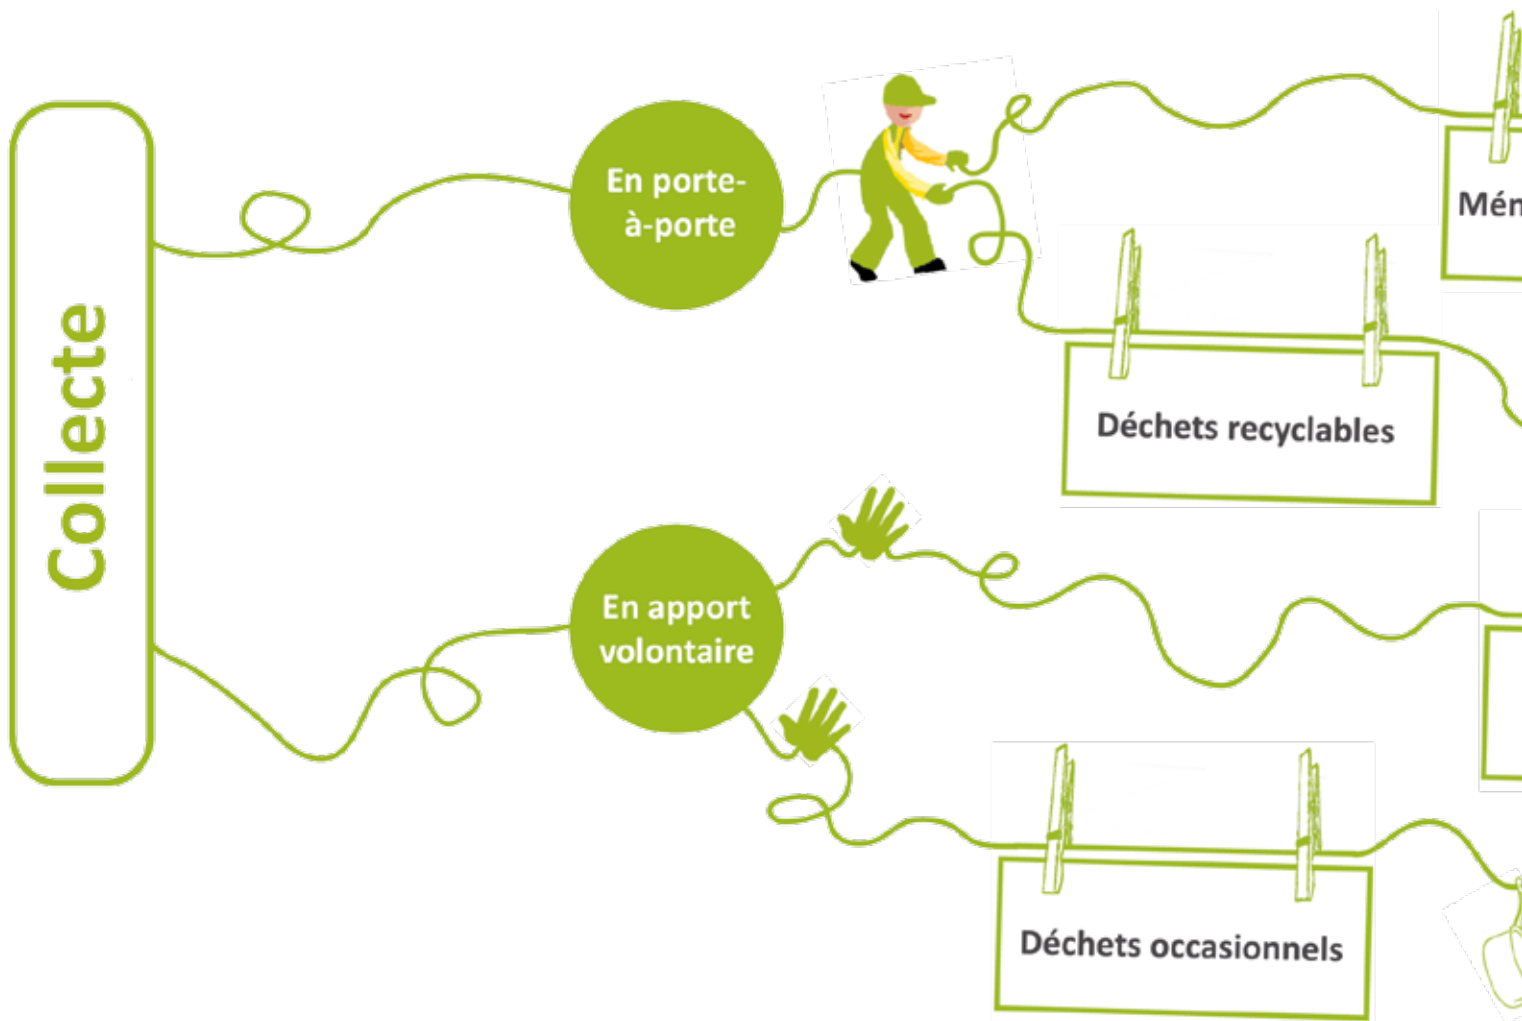 Collecte
En porte-
à-porte
Déchets recyclables
En apport
volontaire
Déchets occasionnels